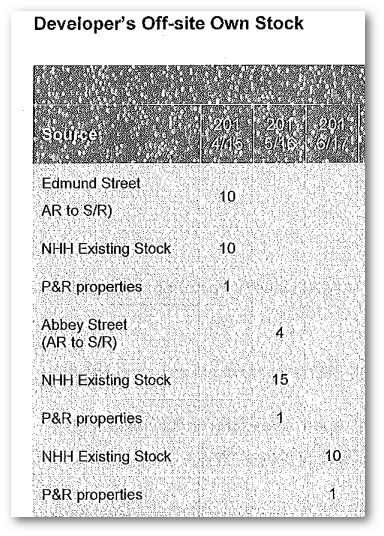 Developer's Off-site Own Stock
Source: 201 4/15 201 5/16 201 6/17
Edmund Street
AR to S/R) 10
NHH Existing Stock 10
P&R properties 1
Abbey Street
(AR to S/R) 4
NHH Existing Stock 15
P&R properties 1
NHH Existing Stock 10
P&R properties 1